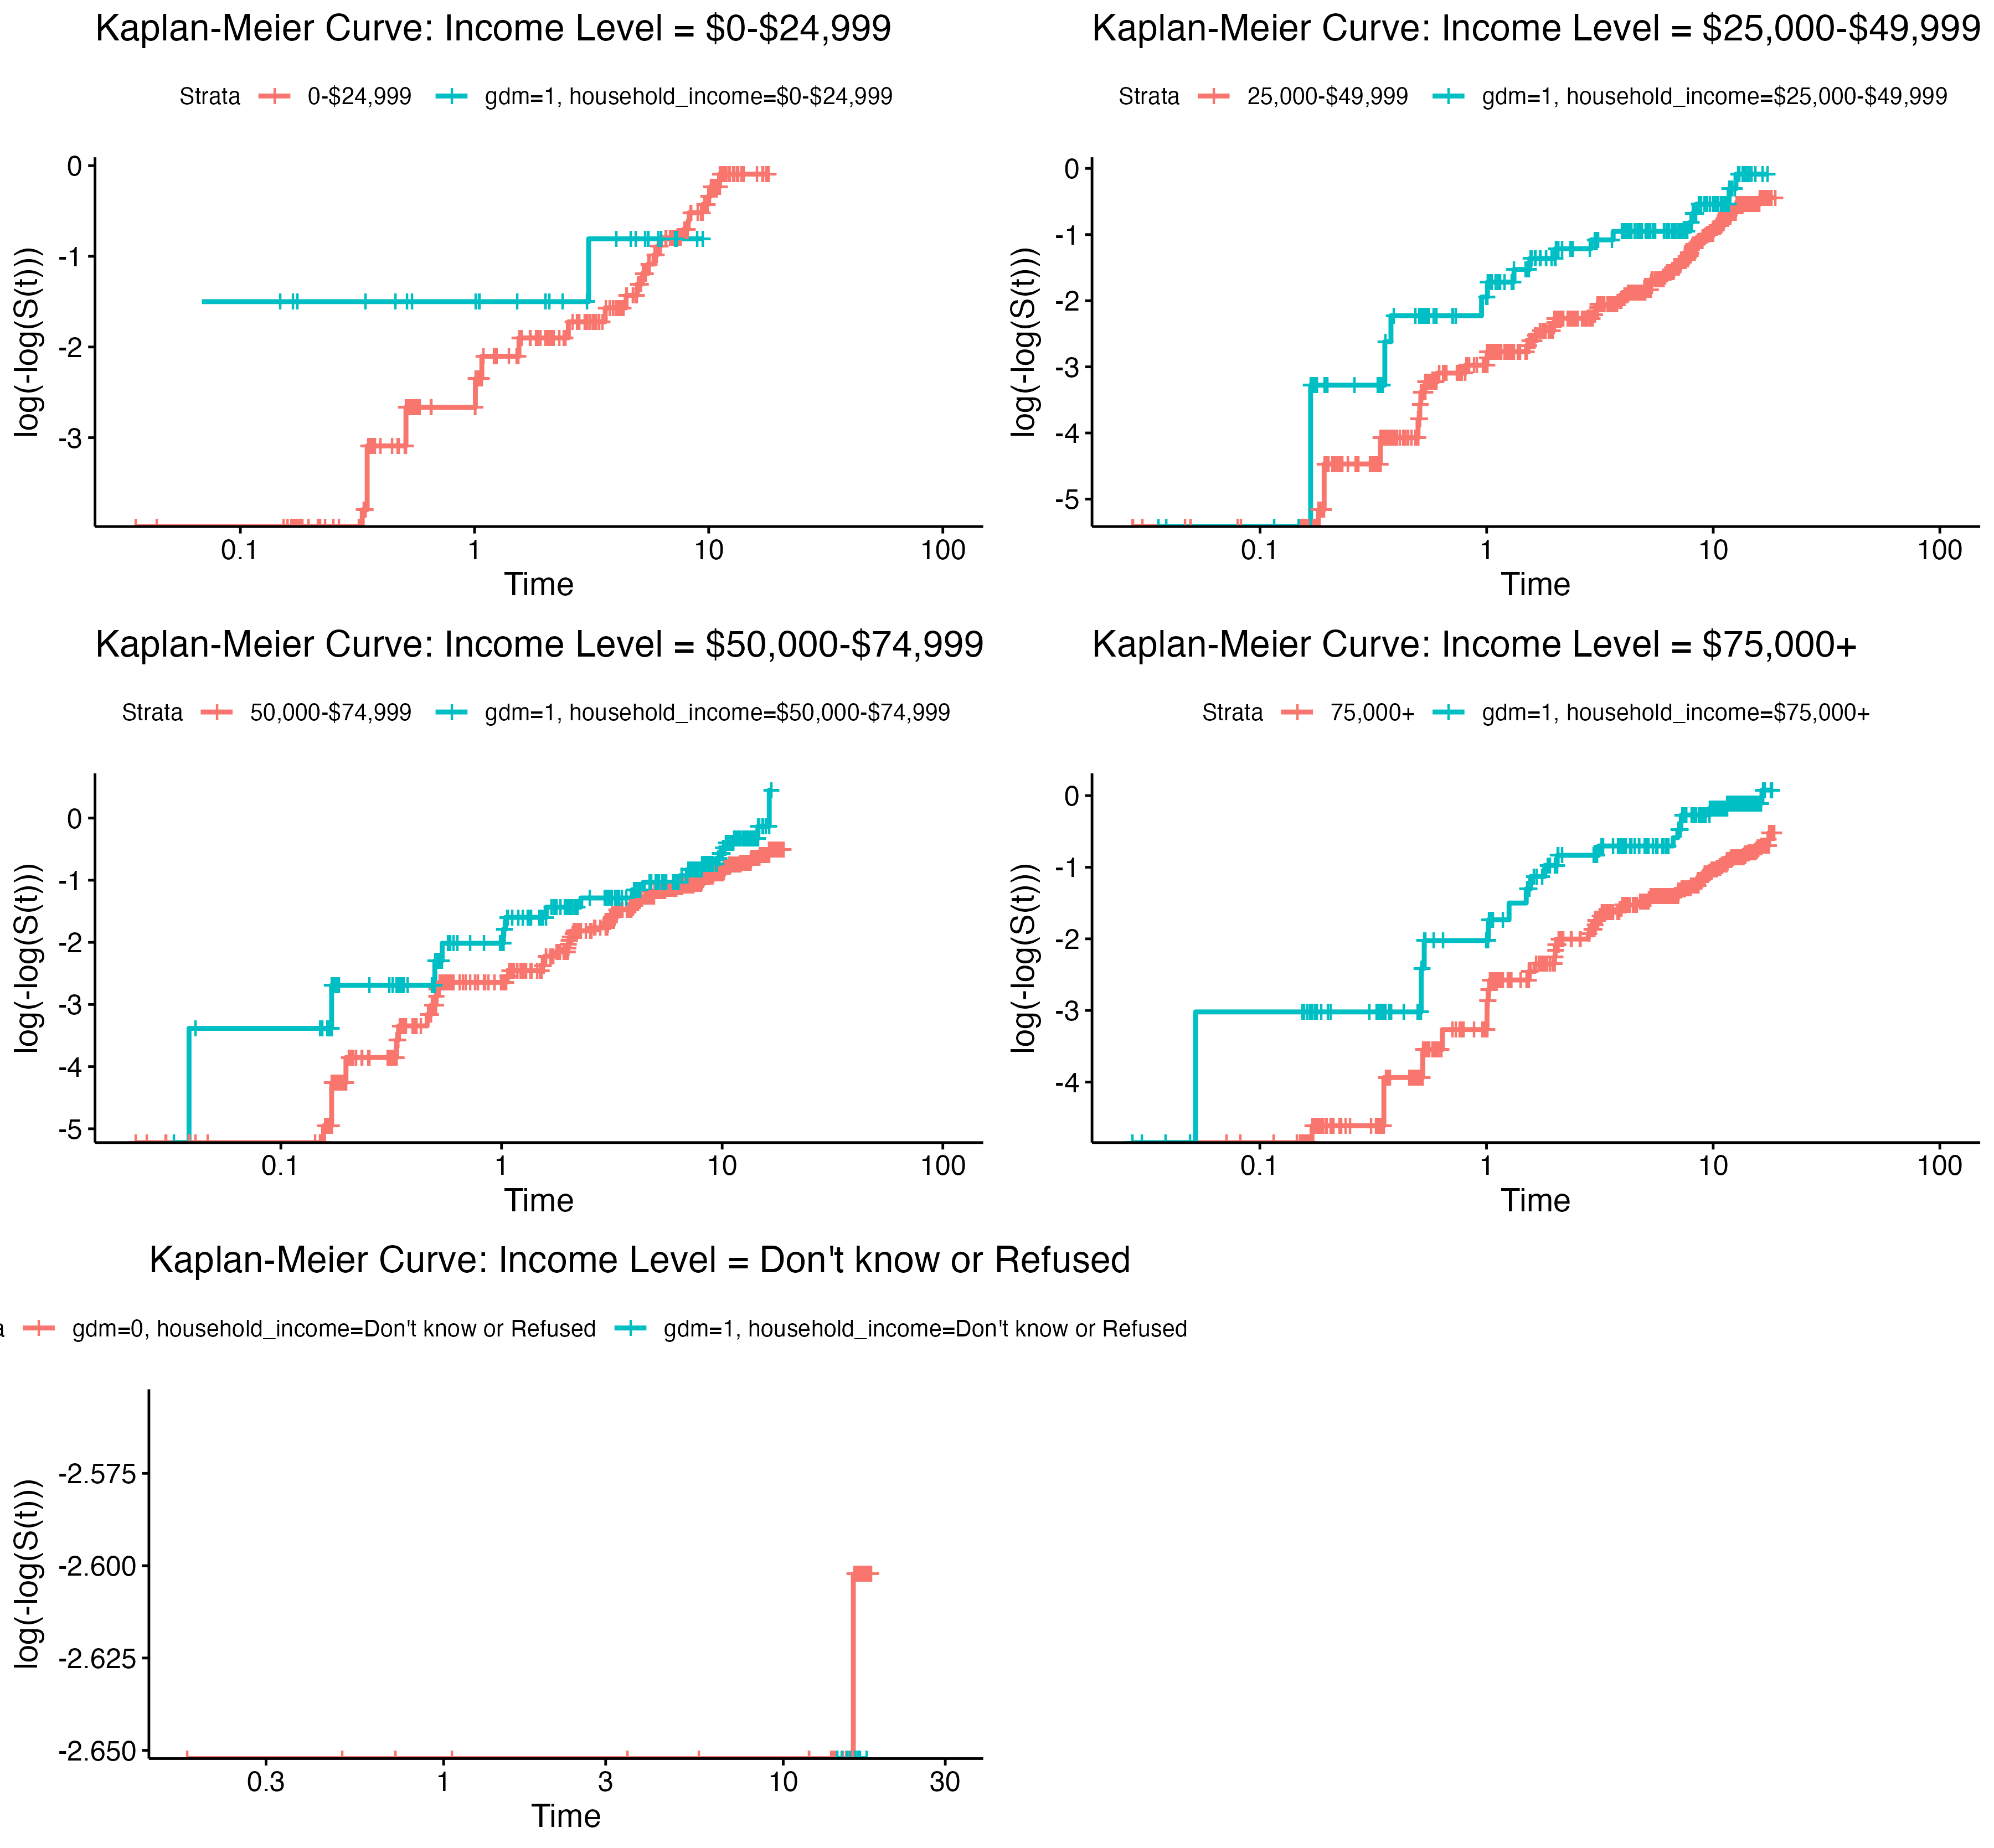 Kaplan-Meier Curve: Income Level = $0-$24,999
Strata 0-$24,999 gdm=1, household_income=$0-$24,999
log(-log(S(t)))
0
-1
-2
-3
0.1 1 10 100
Time
Kaplan-Meier Curve: Income Level = $25,000-$49,999
Strata 25,000-$49,999 gdm=1, household_income=$25,000-$49,999
log(-log(S(t)))
0
-1
-2
-3
-4
-5
0.1 1 10 100
Time
Kaplan-Meier Curve: Income Level = $50,000-$74,999
Strata 50,000-$74,999 gdm=1, household_income=$50,000-$74,999
log(-log(S(t)))
0
-1
-2
-3
-4
-5
0.1 1 10 100
Time
Kaplan-Meier Curve: Income Level = $75,000+
Strata 75,000+ gdm=1, household_income=$75,000+
log(-log(S(t)))
0
-1
-2
-3
-4
0.1 1 10 100
Time
Kaplan-Meier Curve: Income Level = Don't know or Refused
a gdm=0, household_income=Don't know or Refused gdm=1, household_income=Don't know or Refused
log(-log(S(t)))
-2.575
-2.600
-2.625
-2.650
0.3 1 3 10 30
Time